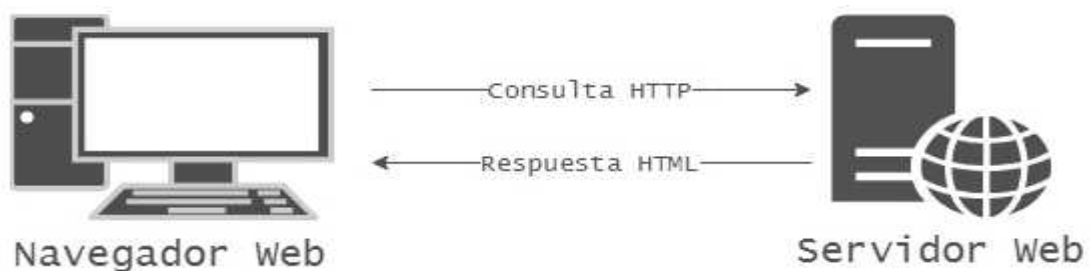 Consulta HTTP
Respuesta HTML
Navegador Web
Servidor Web